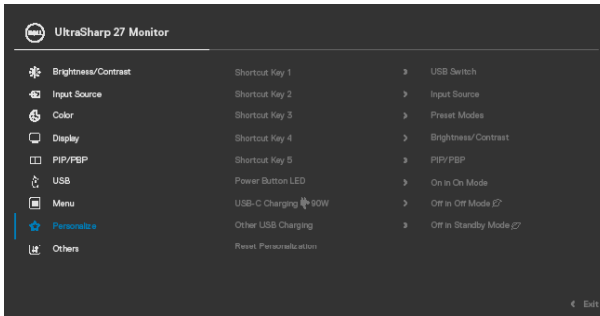 DELL
UltraSharp 27 Monitor
Brightness/Contrast
Shortcut Key 1
USB Switch
Input Source
Shortcut Key 2
Input Source
Color
Shortcut Key 3
Preset Modes
Display
Shortcut Key 4
Brightness/Contrast
PIP/PBP
Shortcut Key 5
PIP/PBP
USB
Power Button LED
On in On Mode
Menu
USB-C Charging 90W
Off in Off Mode
Personalize
Other USB Charging
Off in Standby Mode
Others
Reset Personalization
Exit